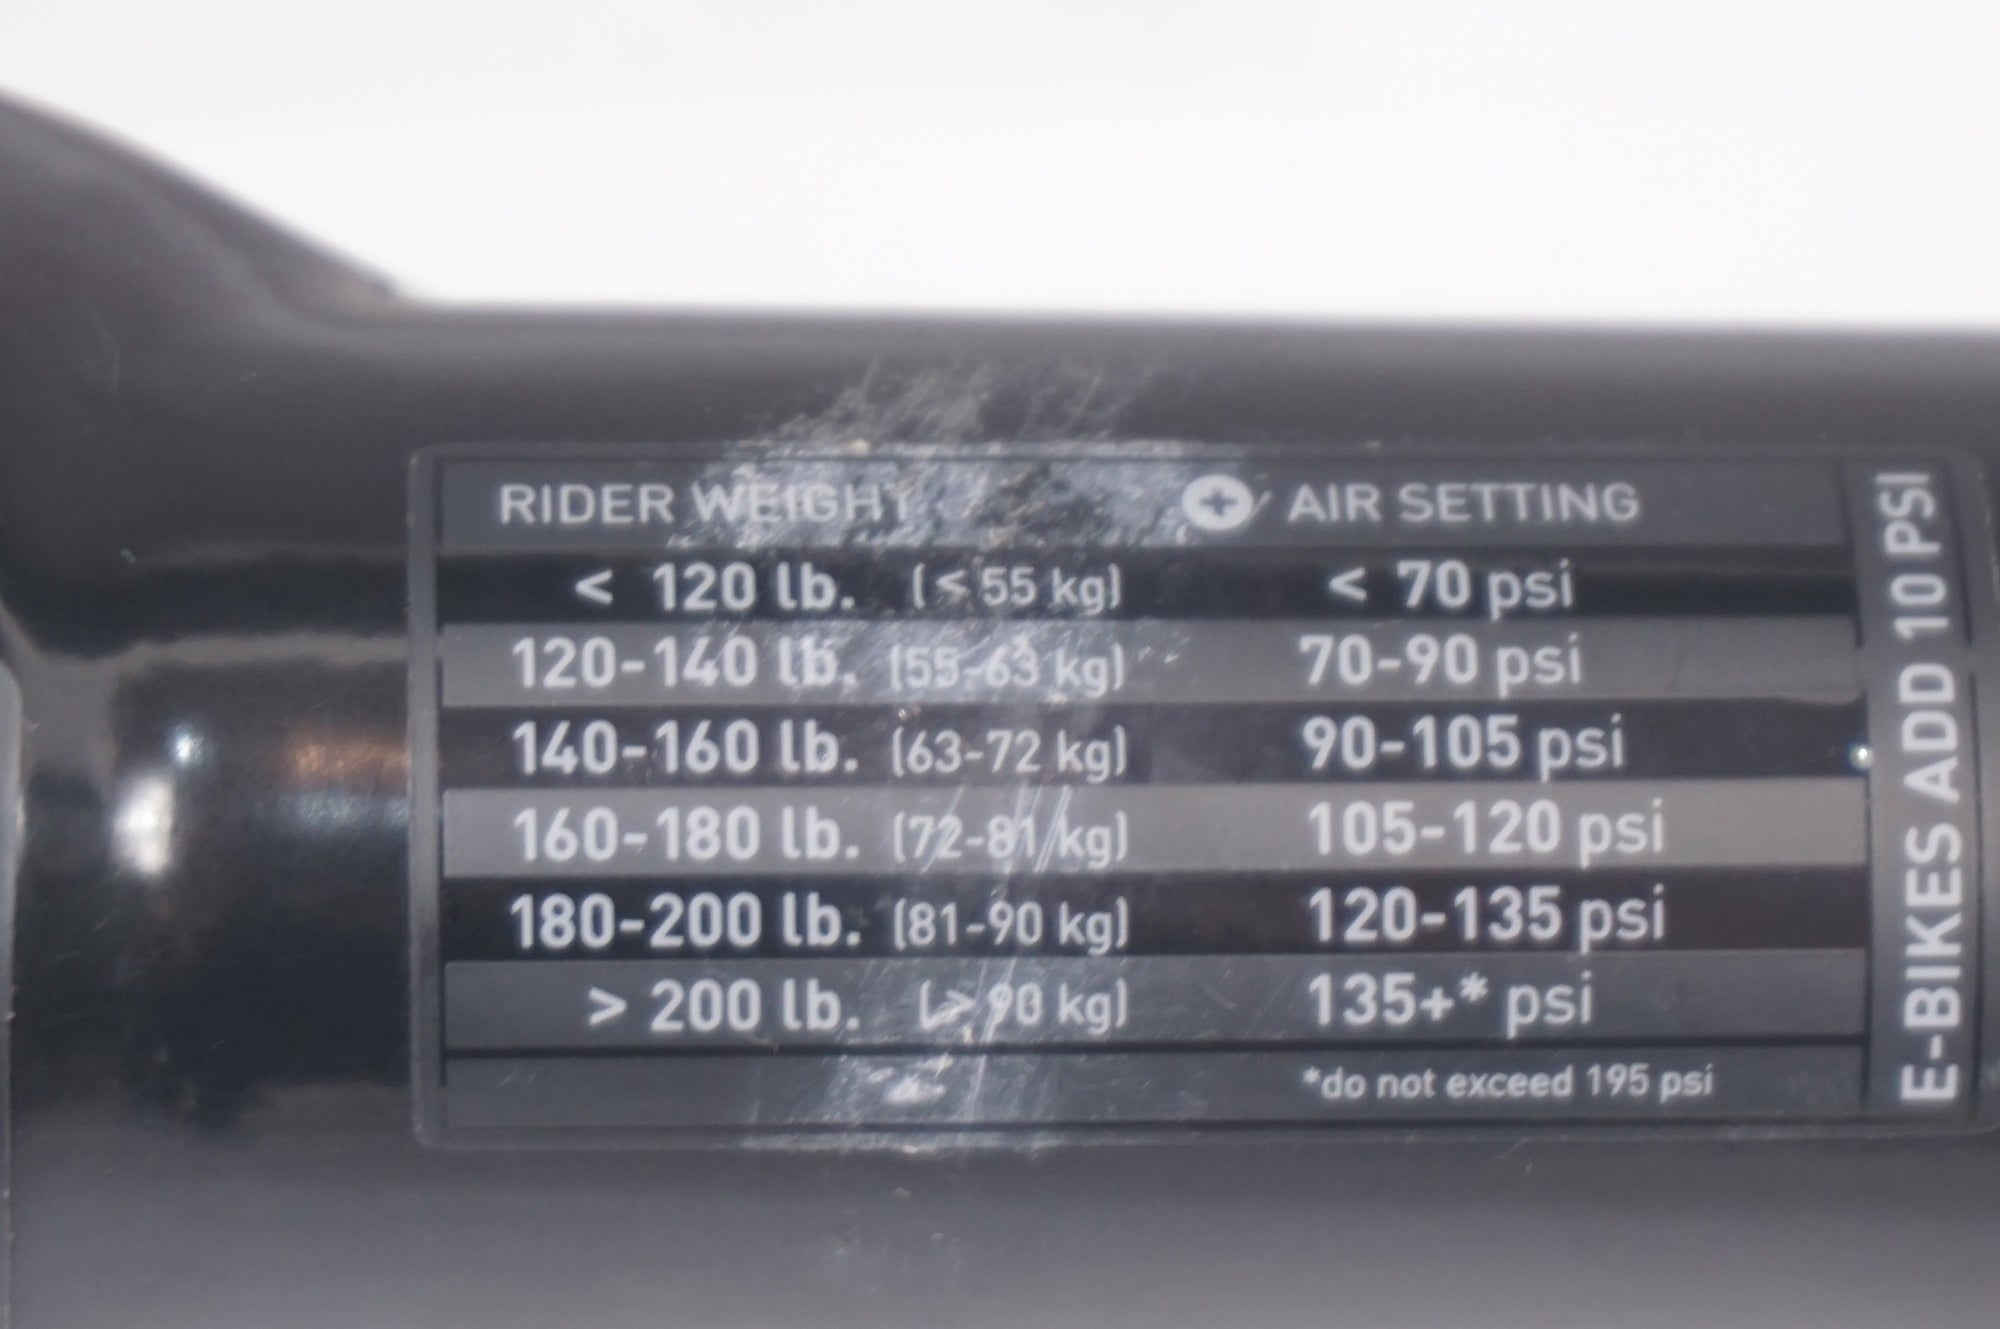 RIDER WEIGHT + AIR SETTING
< 120 lb. (< 55 kg) < 70 psi
120-140 lb. (55-63 kg) 70-90 psi
140-160 lb. (63-72 kg) 90-105 psi
160-180 lb. (72-81 kg) 105-120 psi
180-200 lb. (81-90 kg) 120-135 psi
> 200 lb. (> 90 kg) 135+* psi
*do not exceed 195 psi
E-BIKES ADD 10 PSI